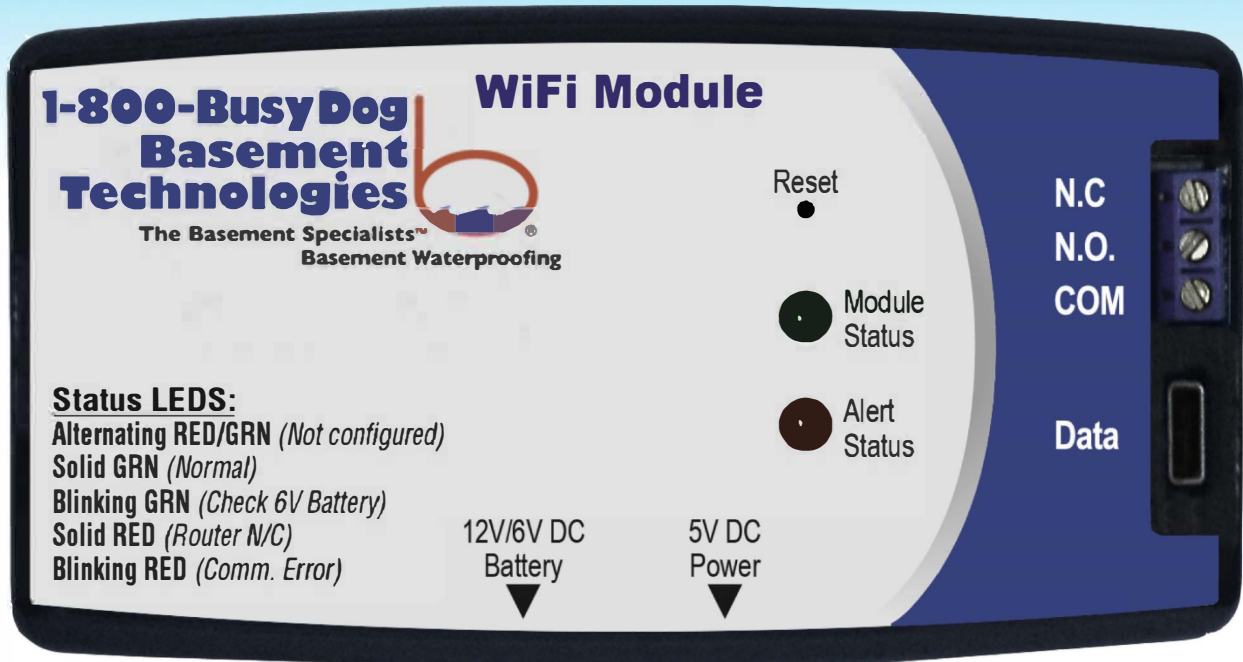 WiFi Module
1-800-BusyDog
Basement
Technologies
The Basement Specialists™
®
Basement Waterproofing
Reset
Module
Status
Alert
Status
N.C
N.O.
COM
Data
Status LEDS:
Alternating RED/GRN (Not configured)
Solid GRN (Normal)
Blinking GRN (Check 6V Battery)
Solid RED (Router N/C)
Blinking RED (Comm. Error)
12V/6V DC
Battery
5V DC
Power